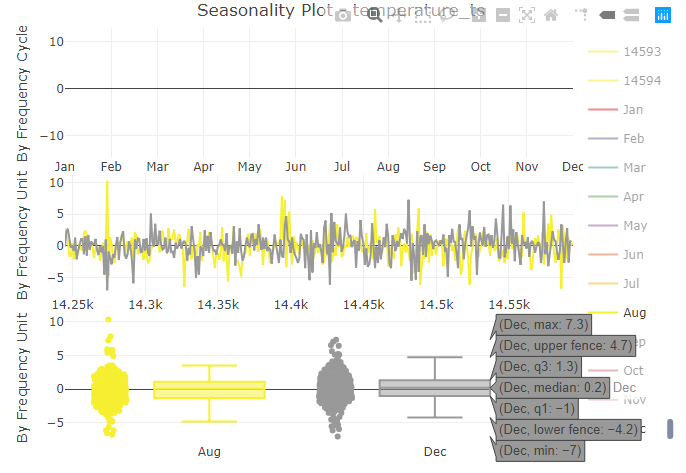 Seasonality Plot - temperature_ts
By Frequency Cycle
10
0
−10
Jan Feb Mar Apr May Jun Jul Aug Sep Oct Nov Dec
By Frequency Unit
10
5
0
−5
14.25k 14.3k 14.35k 14.4k 14.45k 14.5k 14.55k
By Frequency Unit
10
5
0
−5
Aug Dec
14593
14594
Jan
Feb
Mar
Apr
May
Jun
Jul
Aug
Oct
Nov
(Dec, max: 7.3)
(Dec, upper fence: 4.7)
(Dec, q3: 1.3)
(Dec, median: 0.2) Dec
(Dec, q1: −1)
(Dec, lower fence: −4.2)
(Dec, min: −7)